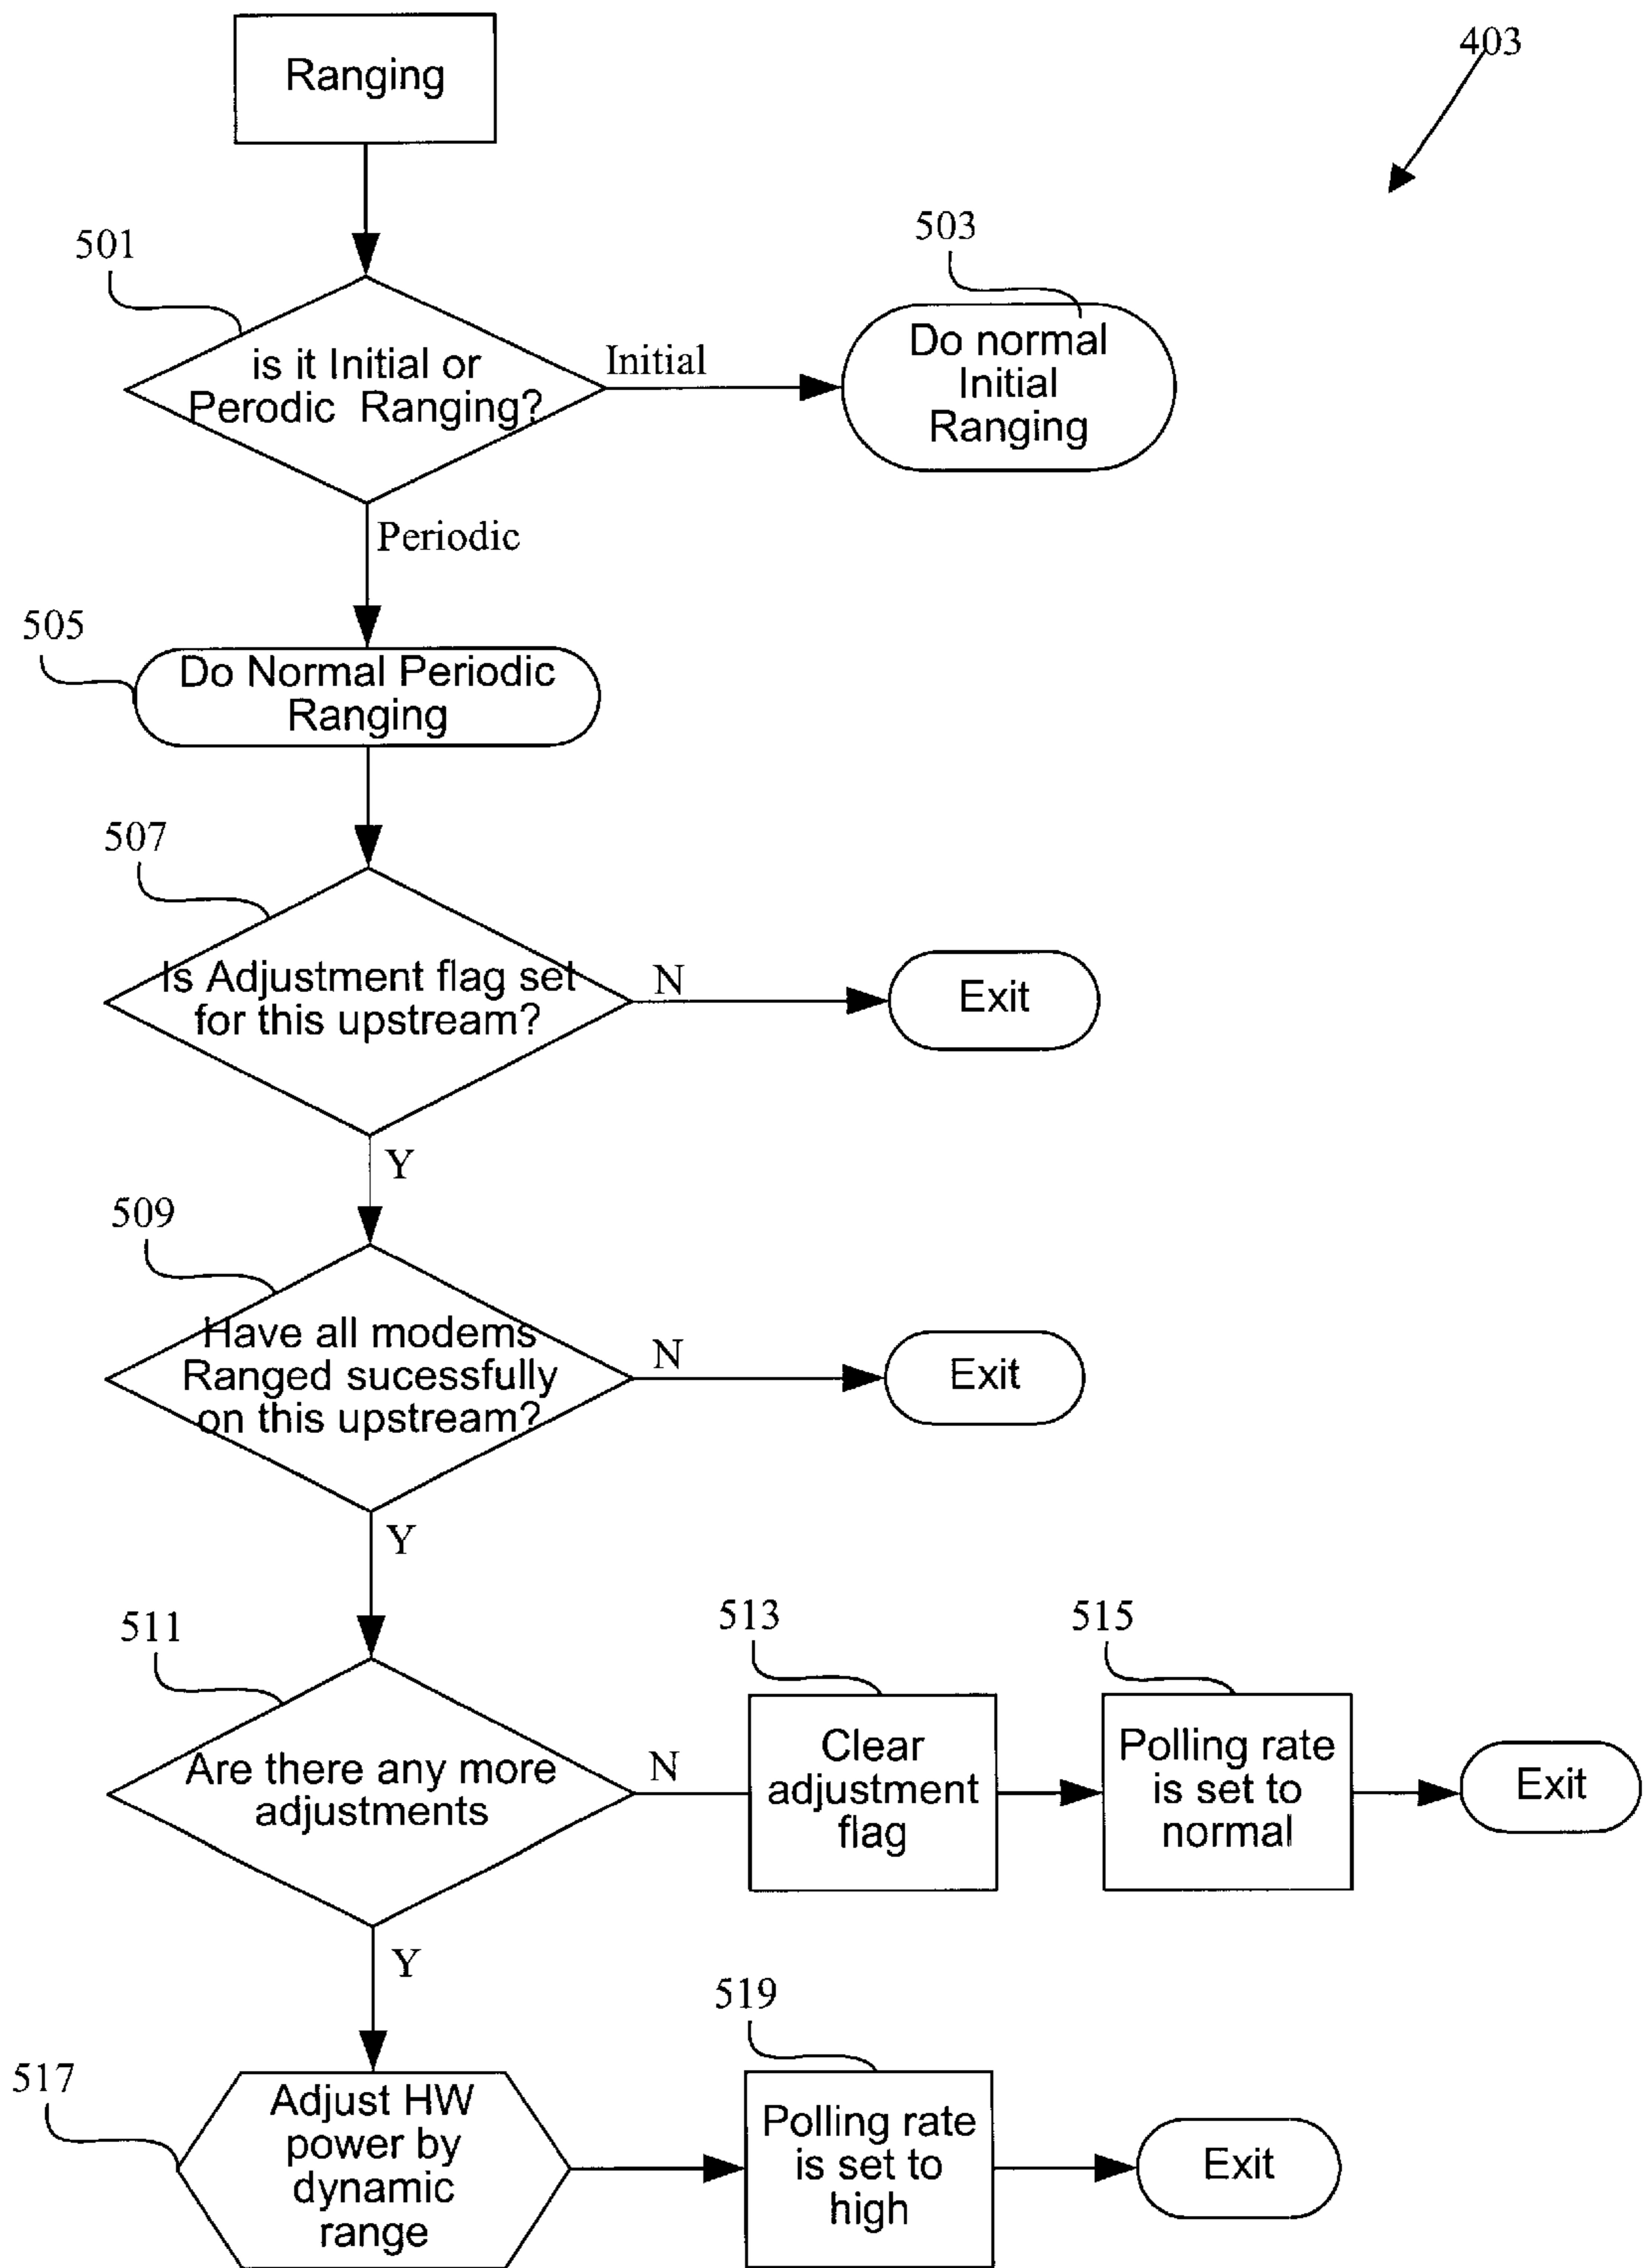 Ranging
403
501
503
is it Initial or
Perodic Ranging?
Initial
Do normal
Initial
Ranging
Periodic
505
Do Normal Periodic
Ranging
507
Is Adjustment flag set
for this upstream?
N
Exit
Y
509
Have all modems
Ranged sucessfully
on this upstream?
N
Exit
Y
511
513
515
Are there any more
adjustments
N
Clear
adjustment
flag
Polling rate
is set to
normal
Exit
Y
517
519
Adjust HW
power by
dynamic
range
Polling rate
is set to
high
Exit